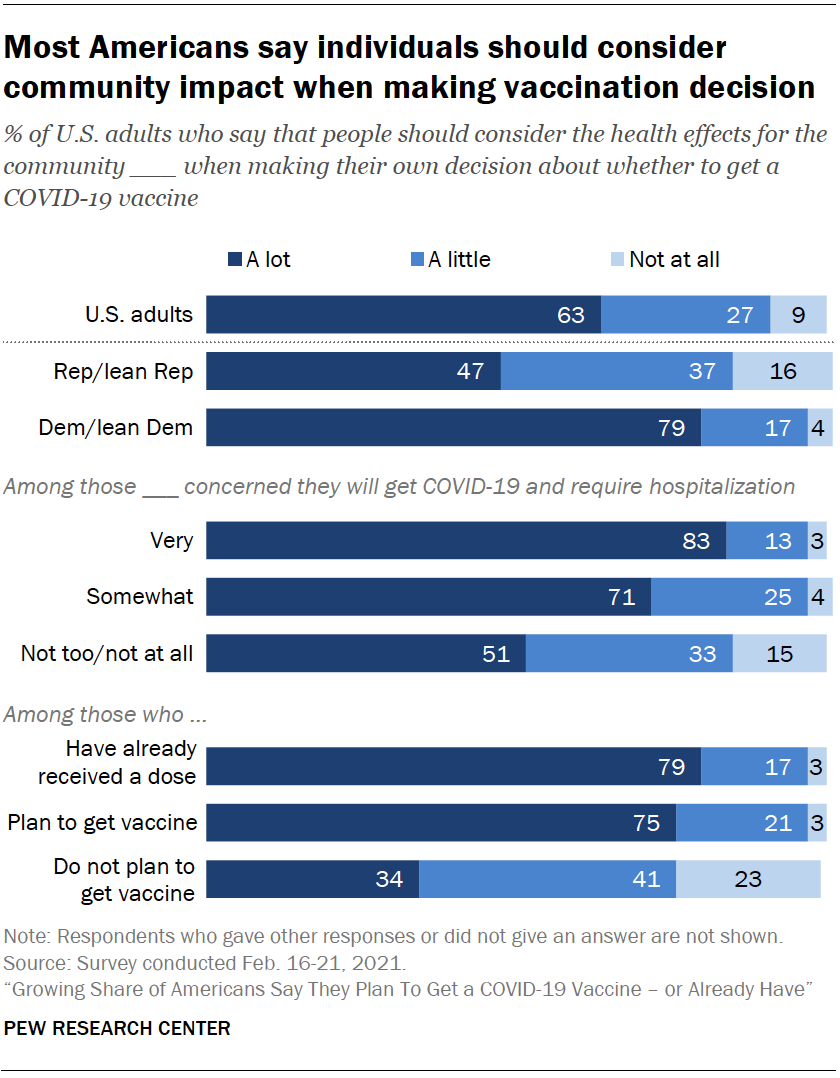 Most Americans say individuals should consider
community impact when making vaccination decision
% of U.S. adults who say that people should consider the health effects for the
community ___ when making their own decision about whether to get a
COVID-19 vaccine
A lot A little Not at all
U.S. adults 63 27 9
Rep/lean Rep 47 37 16
Dem/lean Dem 79 17 4
Among those ___ concerned they will get COVID-19 and require hospitalization
Very 83 13 3
Somewhat 71 25 4
Not too/not at all 51 33 15
Among those who ...
Have already
received a dose 79 17 3
Plan to get vaccine 75 21 3
Do not plan to
get vaccine 34 41 23
Note: Respondents who gave other responses or did not give an answer are not shown.
Source: Survey conducted Feb. 16-21, 2021.
“Growing Share of Americans Say They Plan To Get a COVID-19 Vaccine – or Already Have”
PEW RESEARCH CENTER